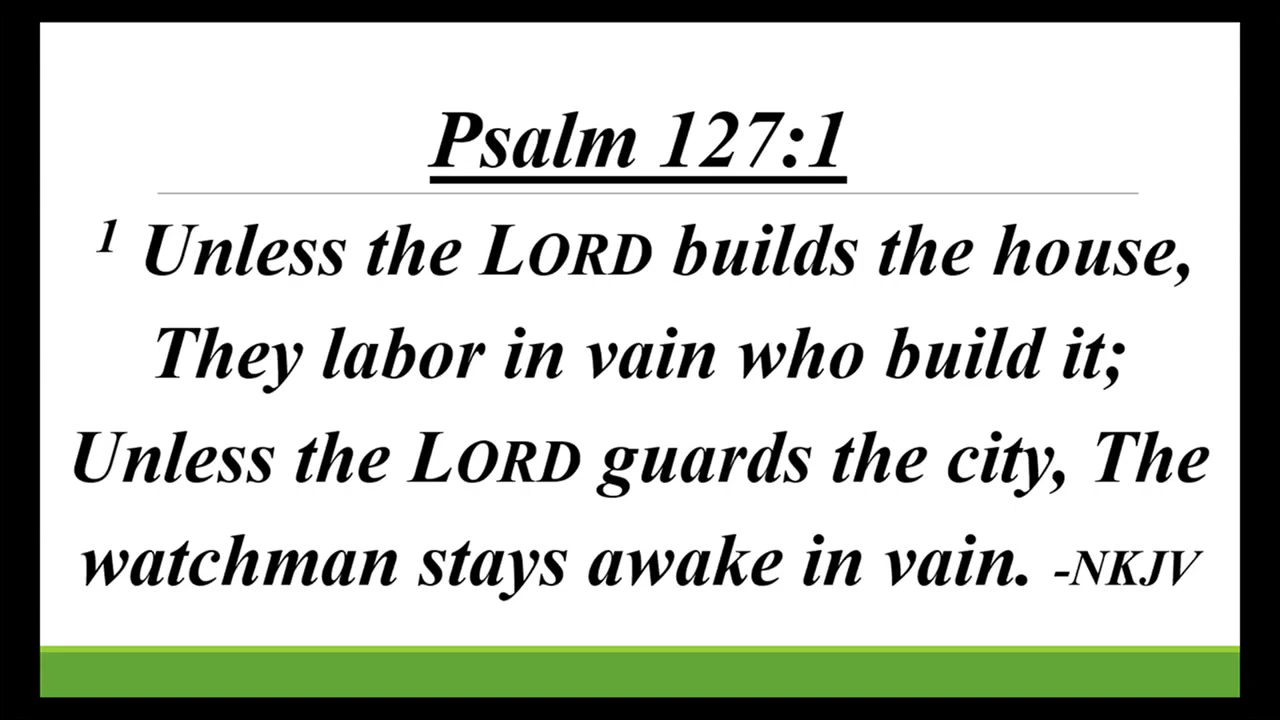 Psalm 127:1
1 Unless the LORD builds the house,
They labor in vain who build it;
Unless the LORD guards the city, The
watchman stays awake in vain. -NKJV